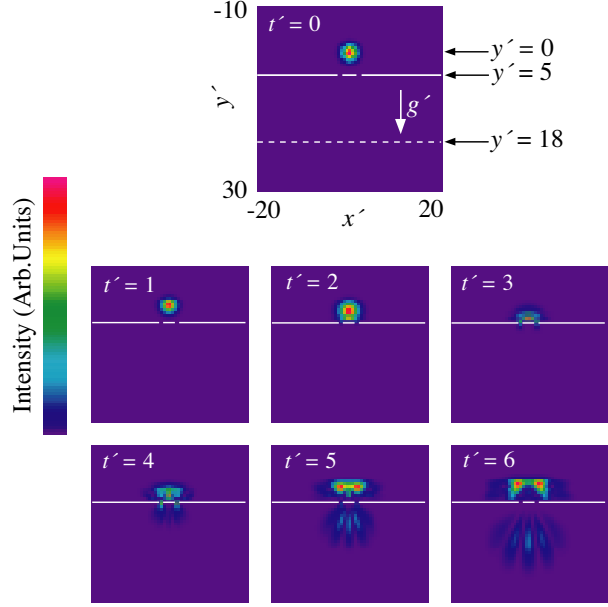 -10
t´= 0
y´= 0
y´= 5
y´
g´
y´= 18
30
-20
x´
20
Intensity (Arb.Units)
t´= 1
t´= 2
t´= 3
t´= 4
t´= 5
t´= 6